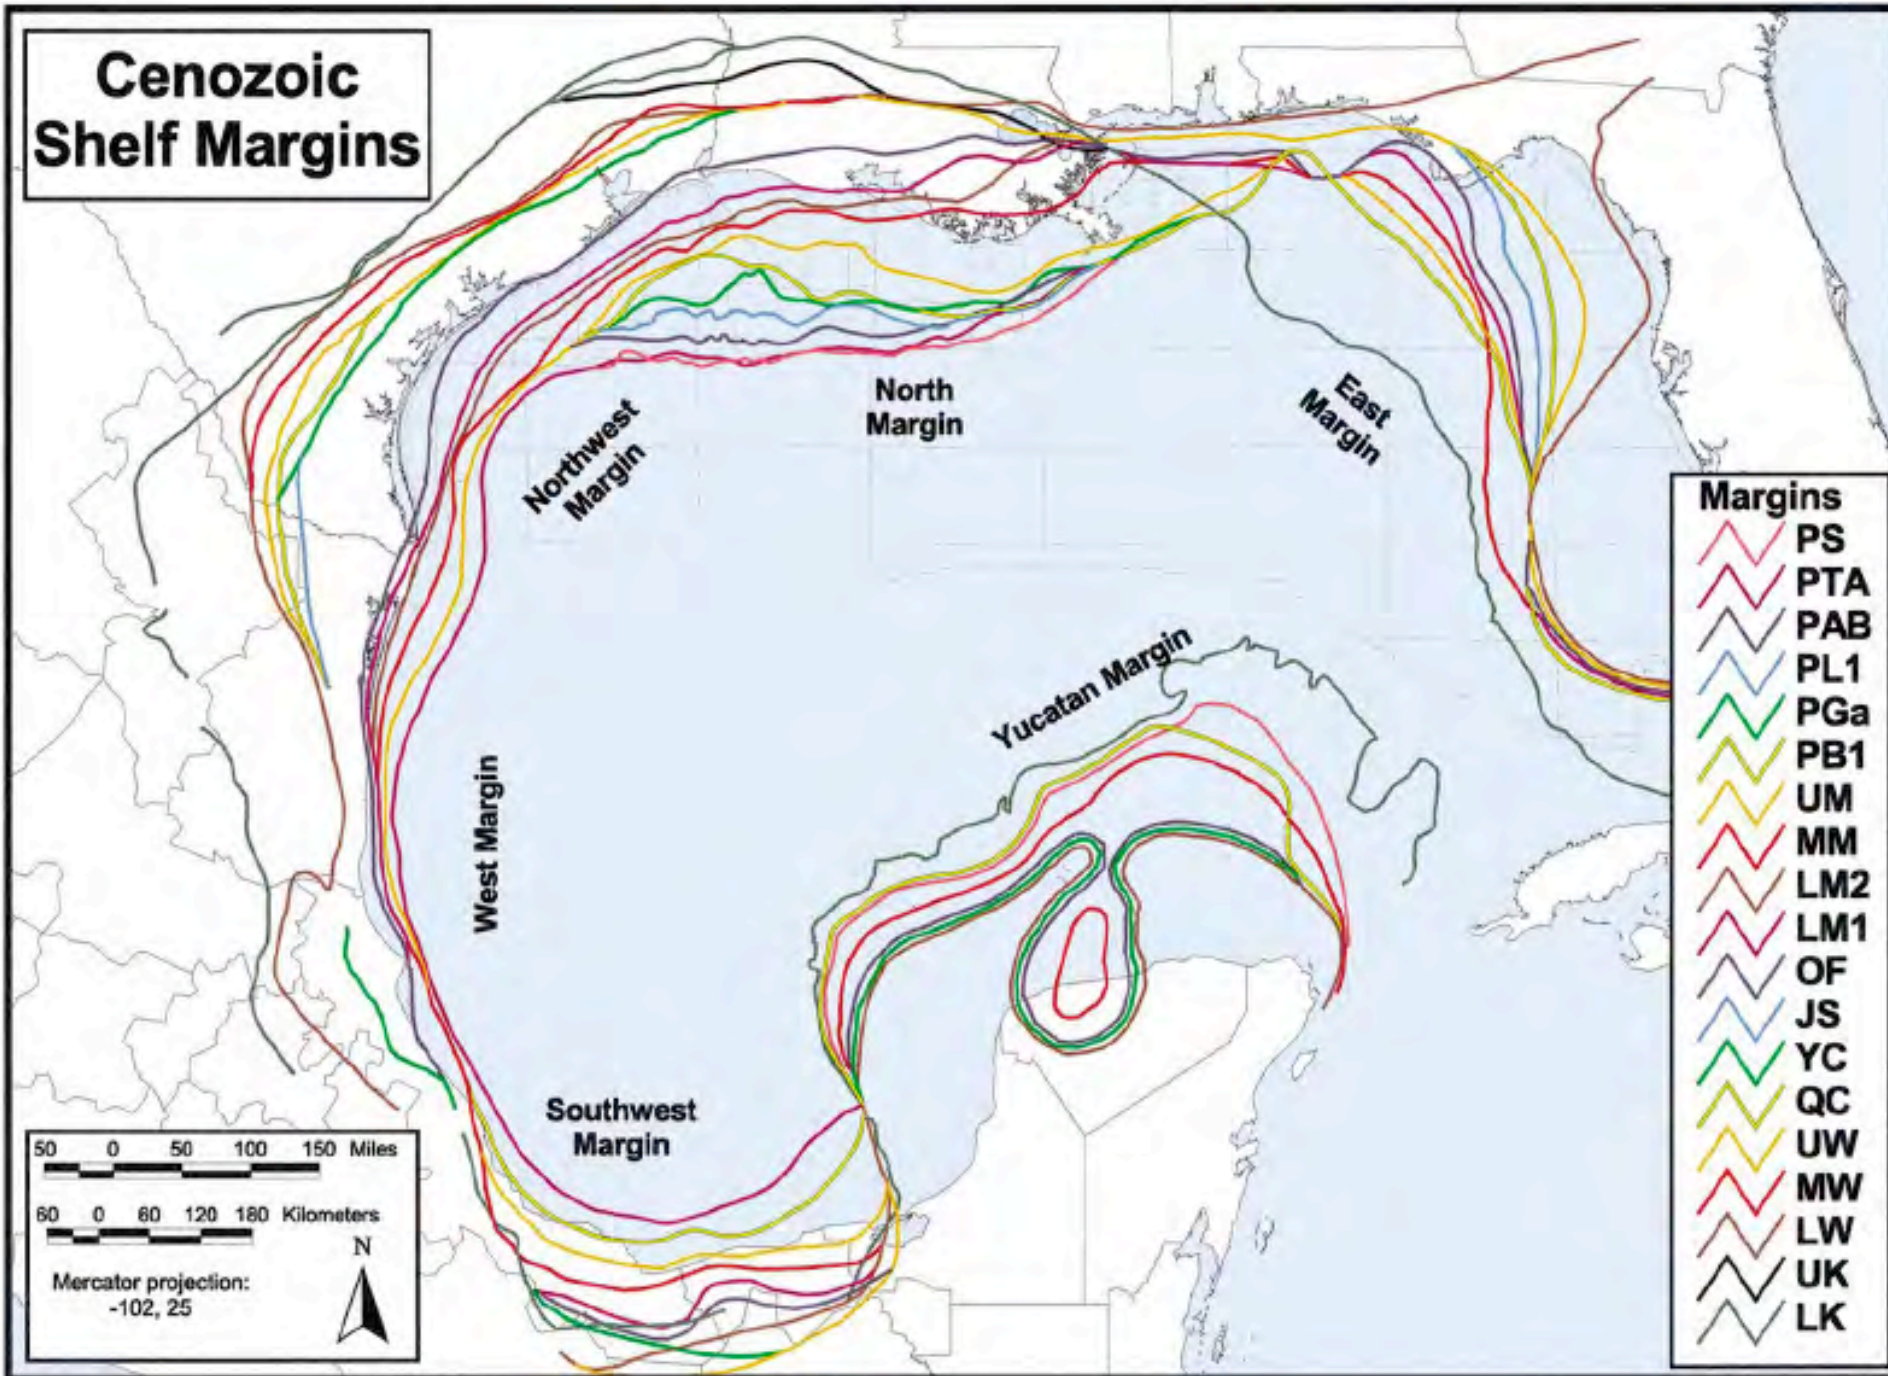 Cenozoic
Shelf Margins
North
Margin
East
Margin
Northwest
Margin
Yucatan Margin
West Margin
Southwest
Margin
Margins
PS
PTA
PAB
PL1
PGa
PB1
UM
MM
LM2
LM1
OF
JS
YC
QC
UW
MW
LW
UK
LK
50 0 50 100 150 Miles
60 0 60 120 180 Kilometers
N
Mercator projection:
-102, 25